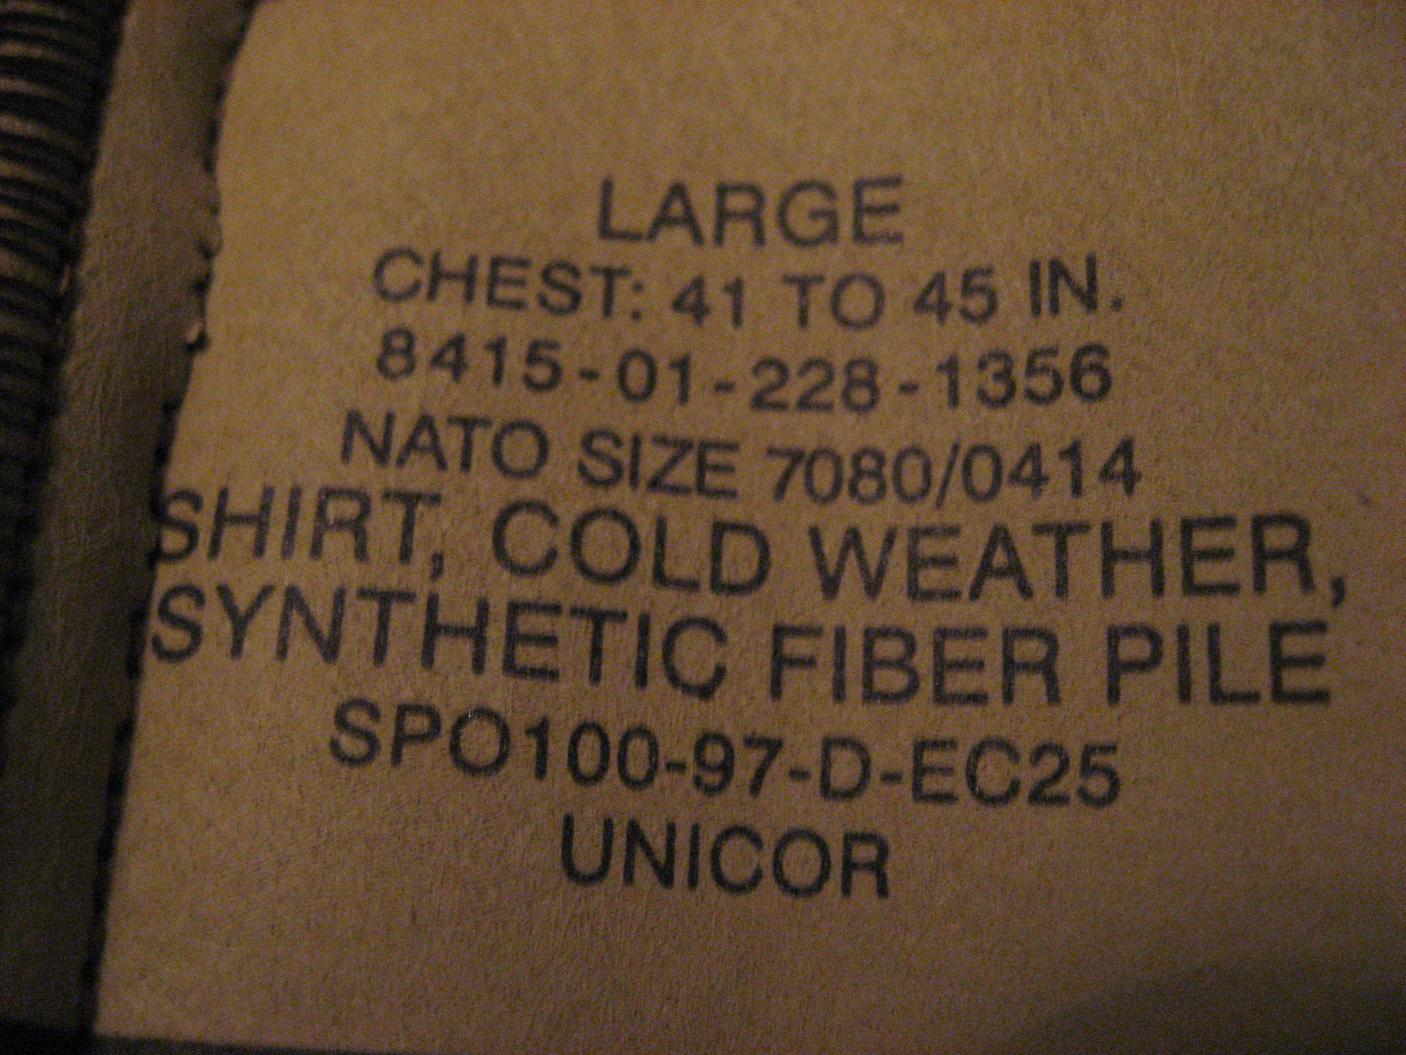 LARGE
CHEST: 41 TO 45 IN.
8415-01-228-1356
NATO SIZE 7080/0414
SHIRT, COLD WEATHER,
SYNTHETIC FIBER PILE
SPO100-97-D-EC25
UNICOR